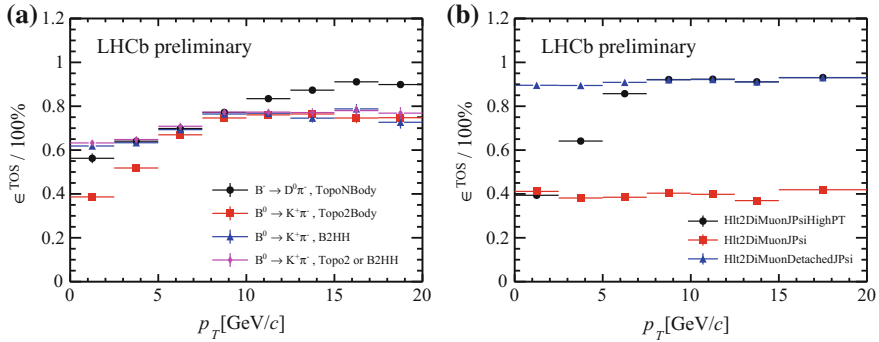 (a)
LHCb preliminary
ϵ^TOS / 100%
1.2
1
0.8
0.6
0.4
0.2
0
B⁻ → D⁰π⁻, TopoNBody
B⁰ → K⁺π⁻, Topo2Body
B⁰ → K⁺π⁻, B2HH
B⁰ → K⁺π⁻, Topo2 or B2HH
0 5 10 15 20
p_T [GeV/c]
(b)
LHCb preliminary
ϵ^TOS / 100%
1.2
1
0.8
0.6
0.4
0.2
0
Hlt2DiMuonJPsiHighPT
Hlt2DiMuonJPsi
Hlt2DiMuonDetachedJPsi
0 5 10 15 20
p_T [GeV/c]